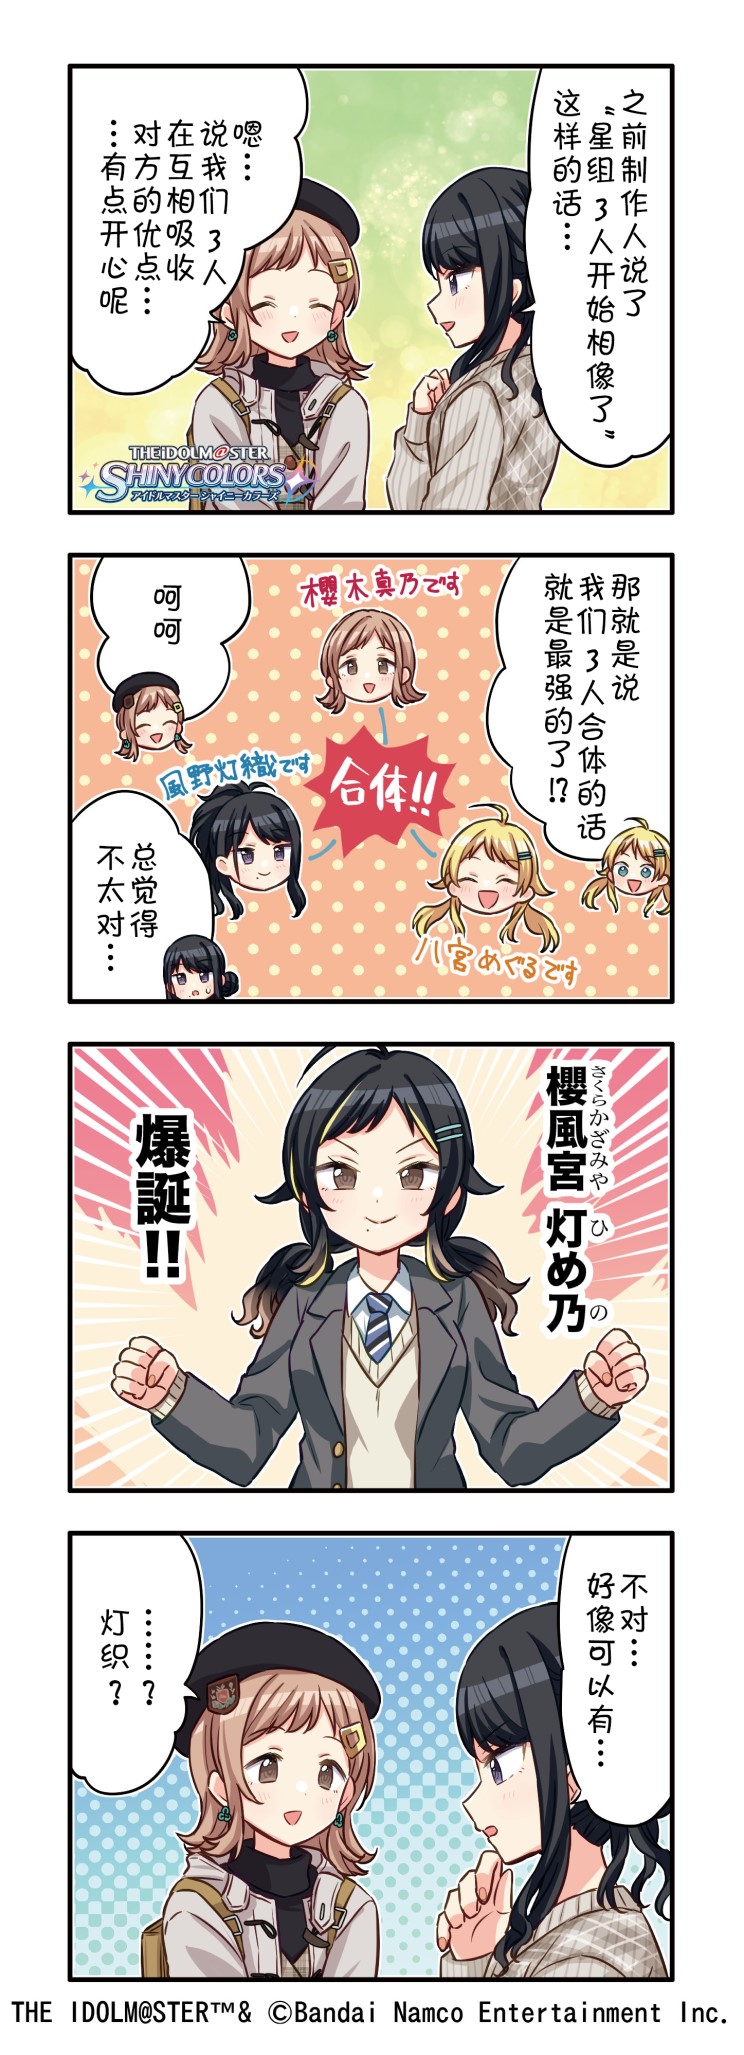 之前制作人说了
“星组3人开始相像了”
这样的话…
嗯…
说我们3人
在互相吸收
对方的优点…
…有点开心呢
THE iDOLM@STER
SHINYCOLORS
アイドルマスター シャイニーカラーズ
那就是说
我们3人合体的话
就是最强的了!?
櫻木真乃です
呵呵
合体!!
風野灯織です
八宮めぐるです
总觉得
不太对…
さくらかざみや ひ の
櫻風宮 灯め乃
爆誕!!
不对…
好像可以有…
……?
灯织?
THE IDOLM@STER™& ©Bandai Namco Entertainment Inc.